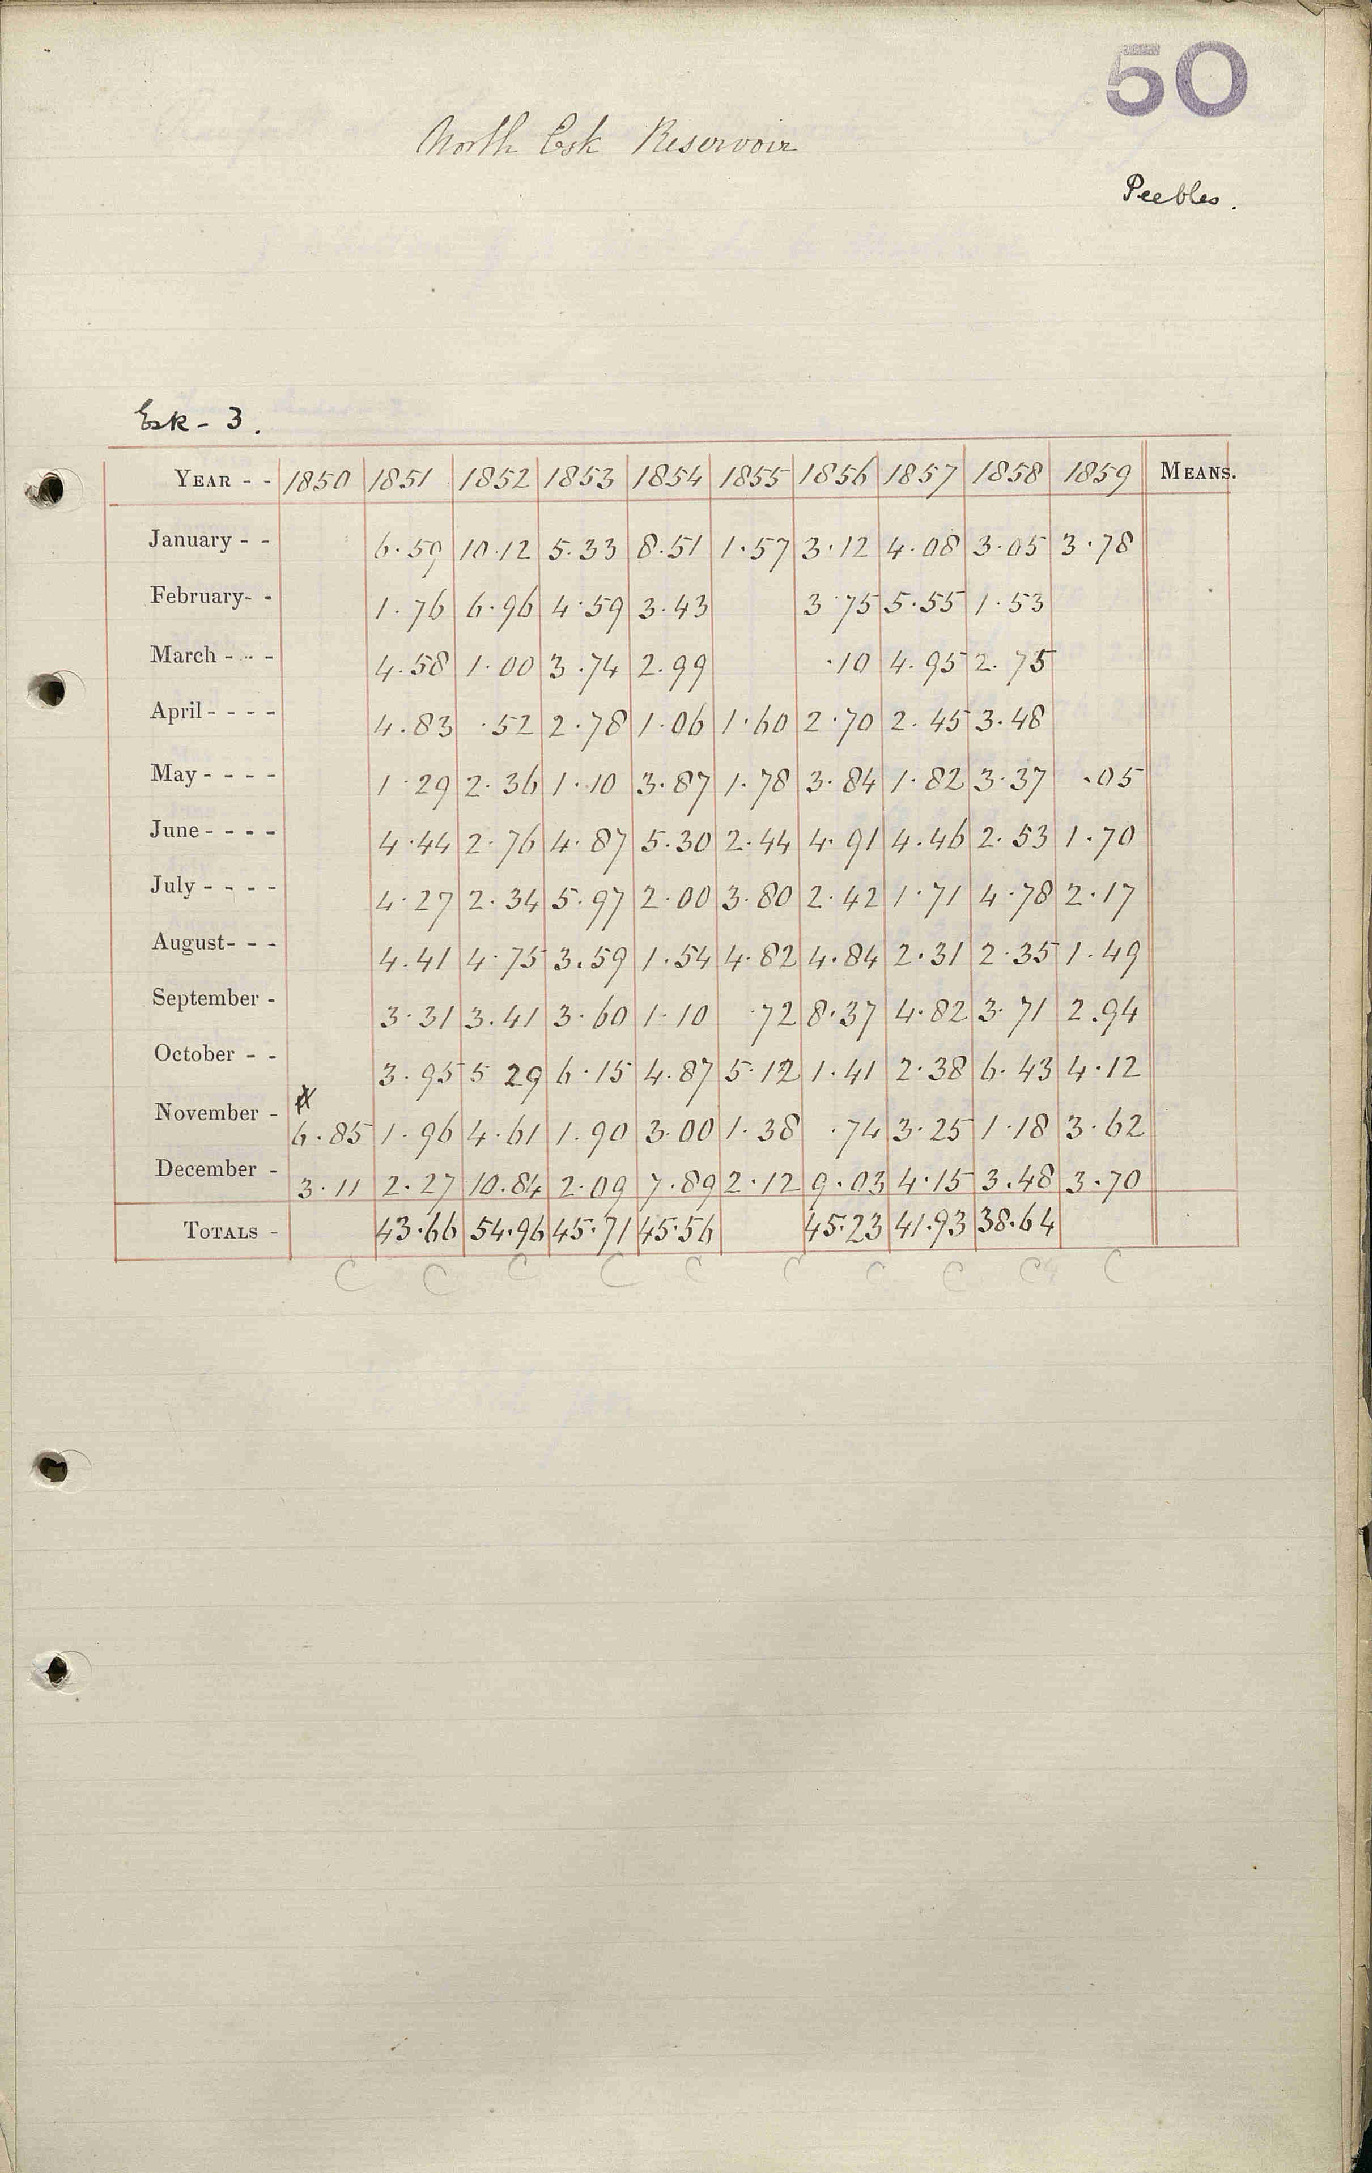 50
North Esk Reservoir
Peebles.
Esk - 3.
YEAR - - 1850 1851 1852 1853 1854 1855 1856 1857 1858 1859 MEANS.
January - - 6.59 10.12 5.33 8.51 1.57 3.12 4.08 3.05 3.78
February- - 1.76 6.96 4.59 3.43 3.75 5.55 1.53
March - - - 4.58 1.00 3.74 2.99 .10 4.95 2.75
April - - - - 4.83 .52 2.78 1.06 1.60 2.70 2.45 3.48
May - - - - 1.29 2.36 1.10 3.87 1.78 3.84 1.82 3.37 .05
June - - - - 4.44 2.76 4.87 5.30 2.44 4.91 4.46 2.53 1.70
July - - - - 4.27 2.34 5.97 2.00 3.80 2.42 1.71 4.78 2.17
August- - - 4.41 4.75 3.59 1.54 4.82 4.84 2.31 2.35 1.49
September - 3.31 3.41 3.60 1.10 .72 8.37 4.82 3.71 2.94
October - - 3.95 5 29 6.15 4.87 5.12 1.41 2.38 6.43 4.12
November - 6.85 1.96 4.61 1.90 3.00 1.38 .74 3.25 1.18 3.62
December - 3.11 2.27 10.84 2.09 7.89 2.12 9.03 4.15 3.48 3.70
TOTALS - 43.66 54.96 45.71 45.56 45.23 41.93 38.64
C C C C C C C C C C